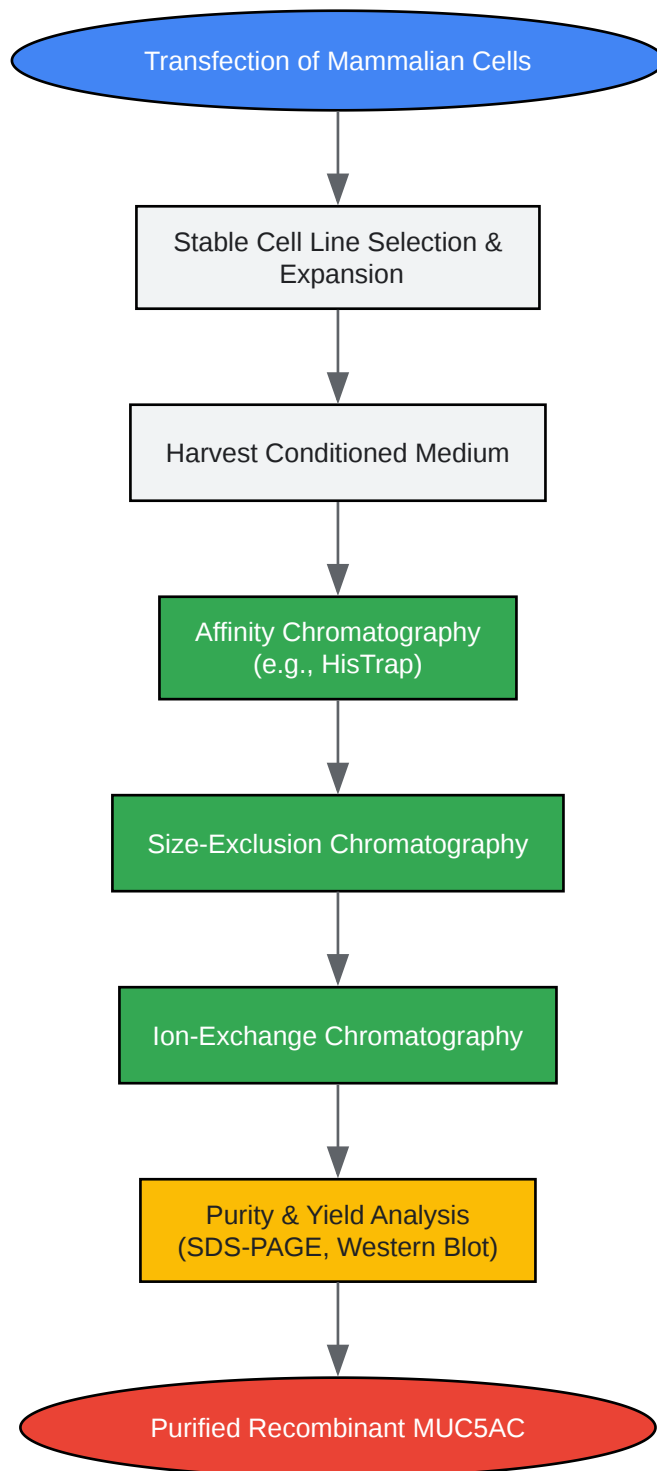 Transfection of Mammalian Cells
Stable Cell Line Selection &
Expansion
Harvest Conditioned Medium
Affinity Chromatography
(e.g., HisTrap)
Size-Exclusion Chromatography
Ion-Exchange Chromatography
Purity & Yield Analysis
(SDS-PAGE, Western Blot)
Purified Recombinant MUC5AC